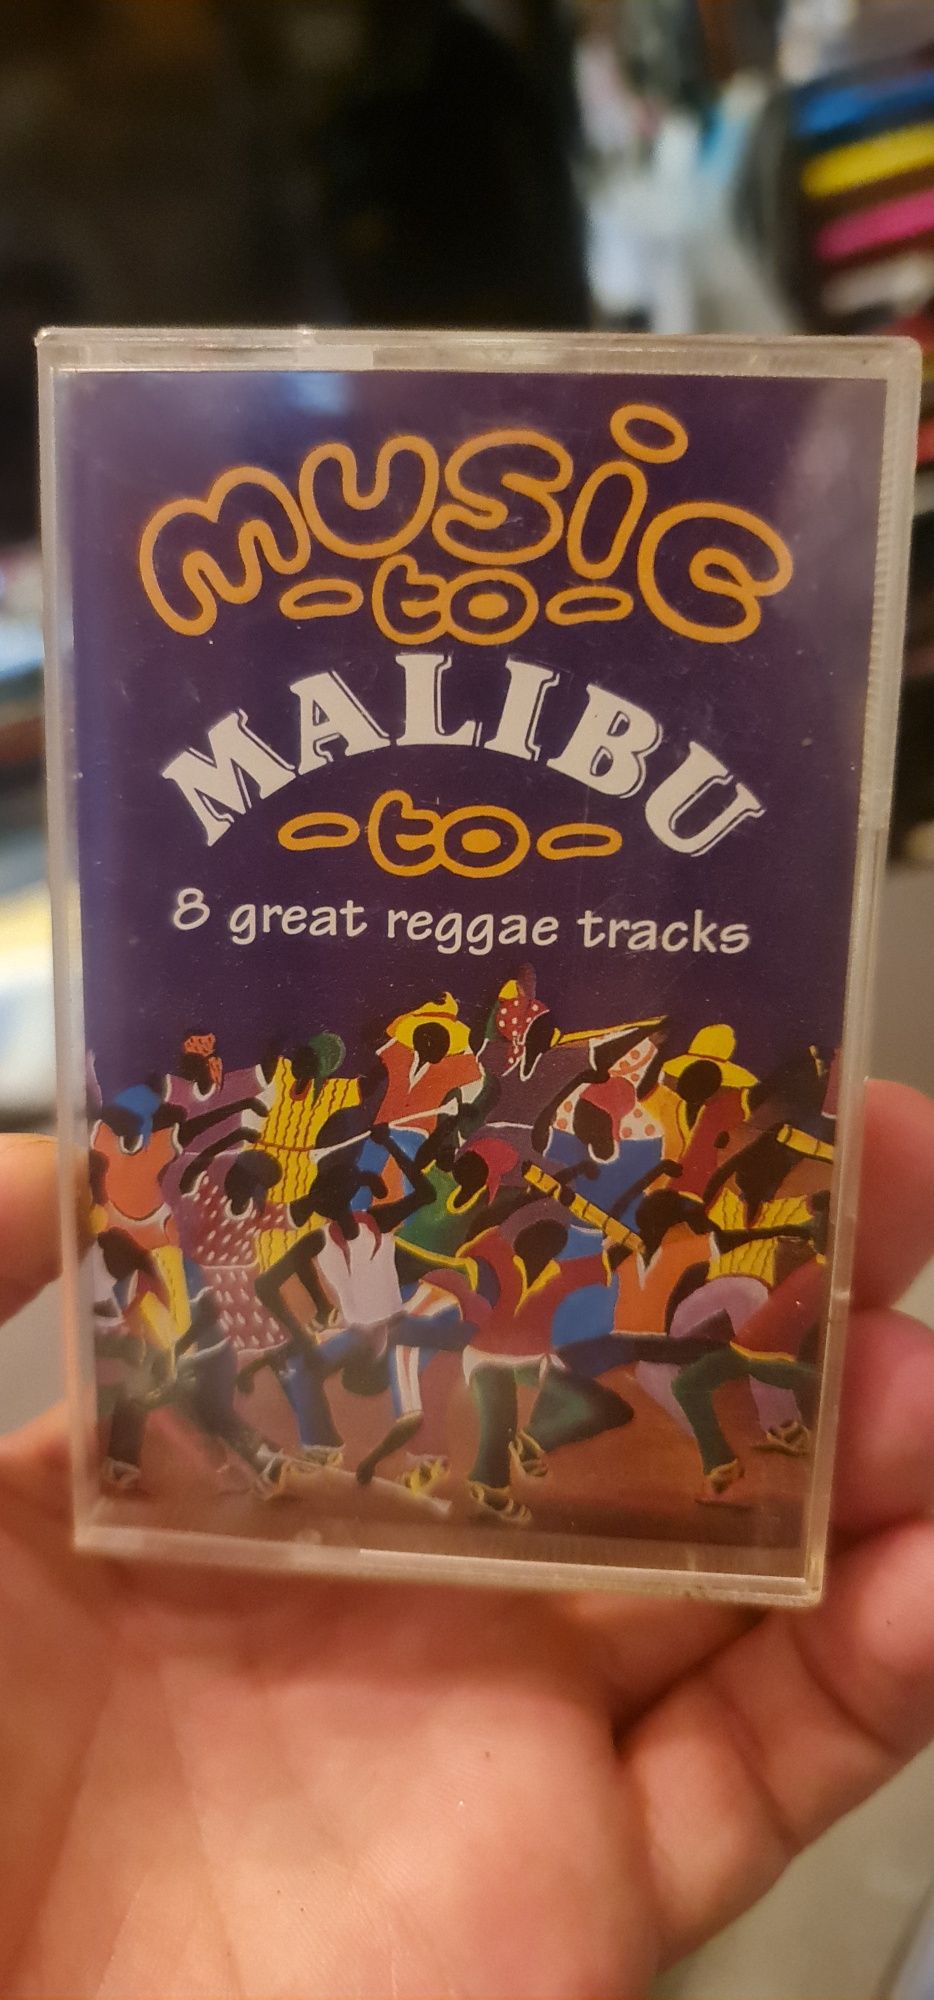 music
-to-
MALIBU
-to-
8 great reggae tracks